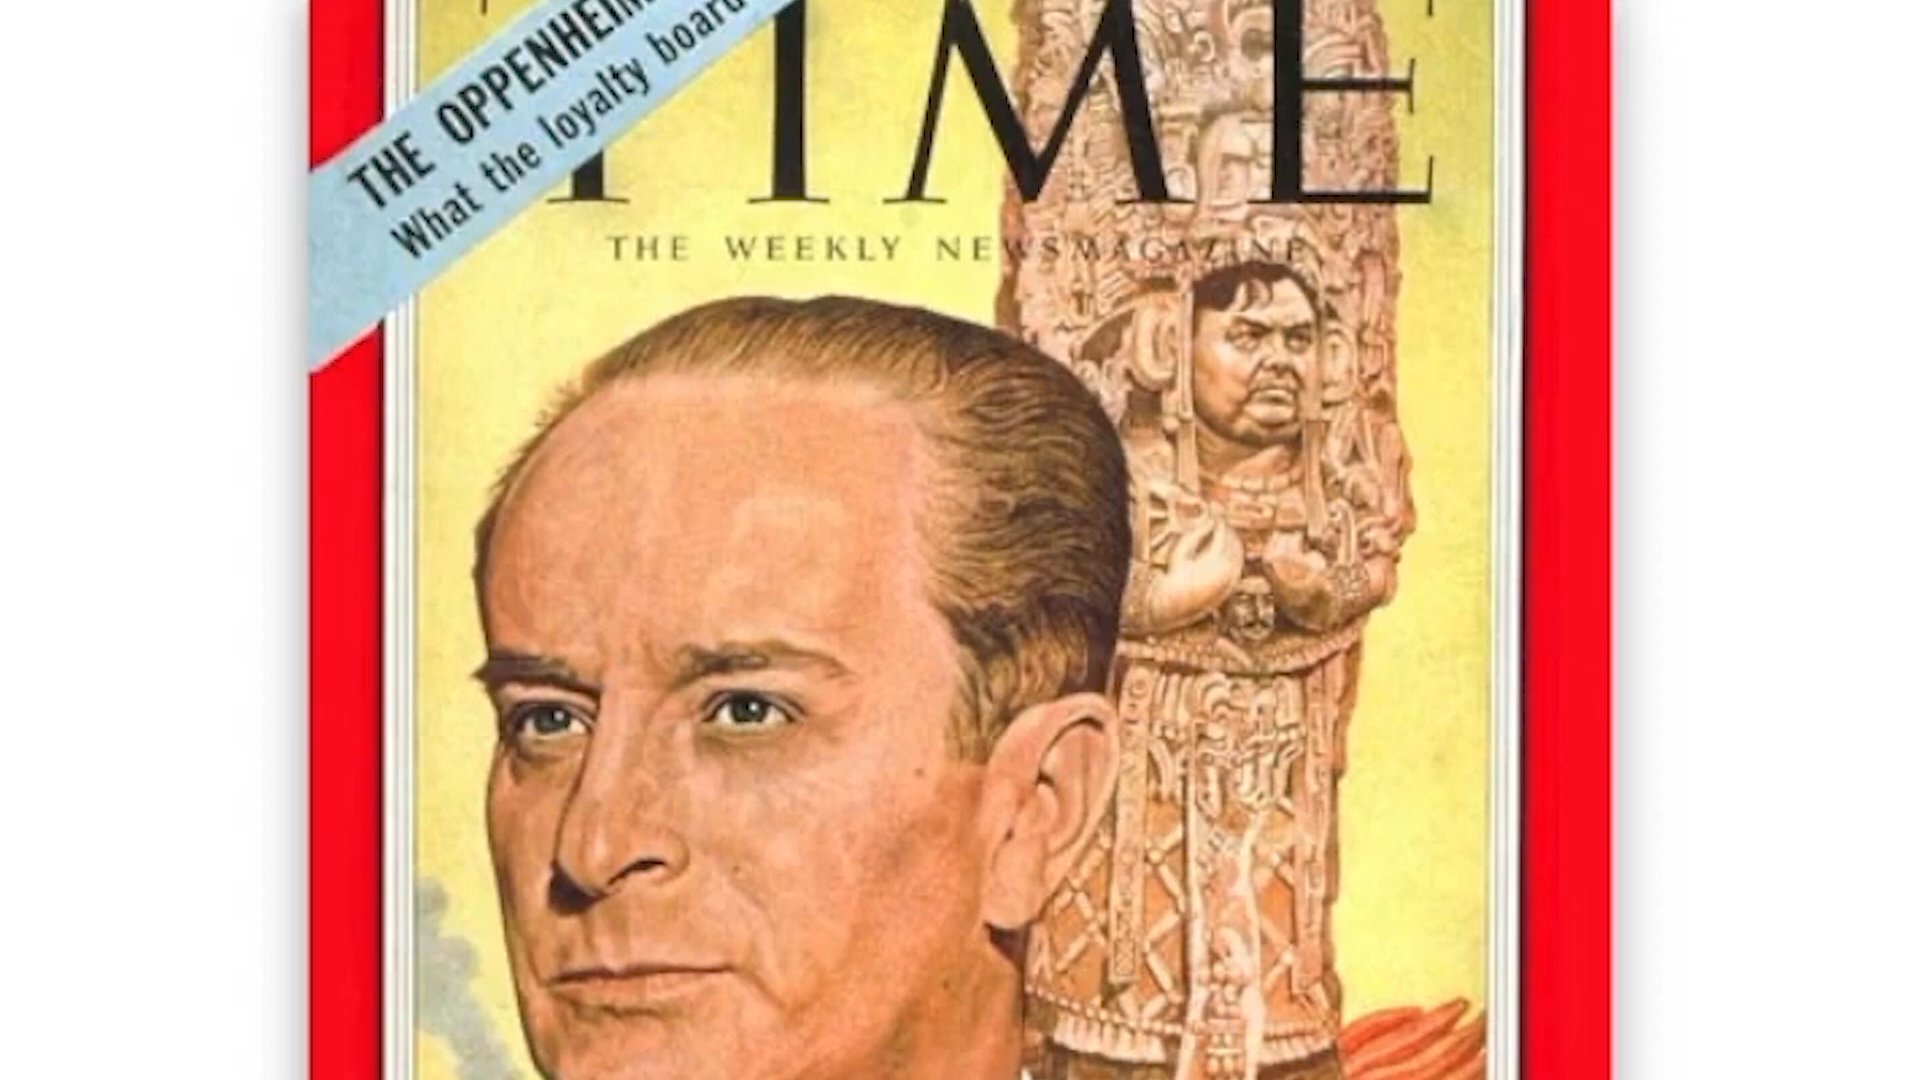 THE OPPENHEIM
What the loyalty board
TIME
THE WEEKLY NEWSMAGAZINE